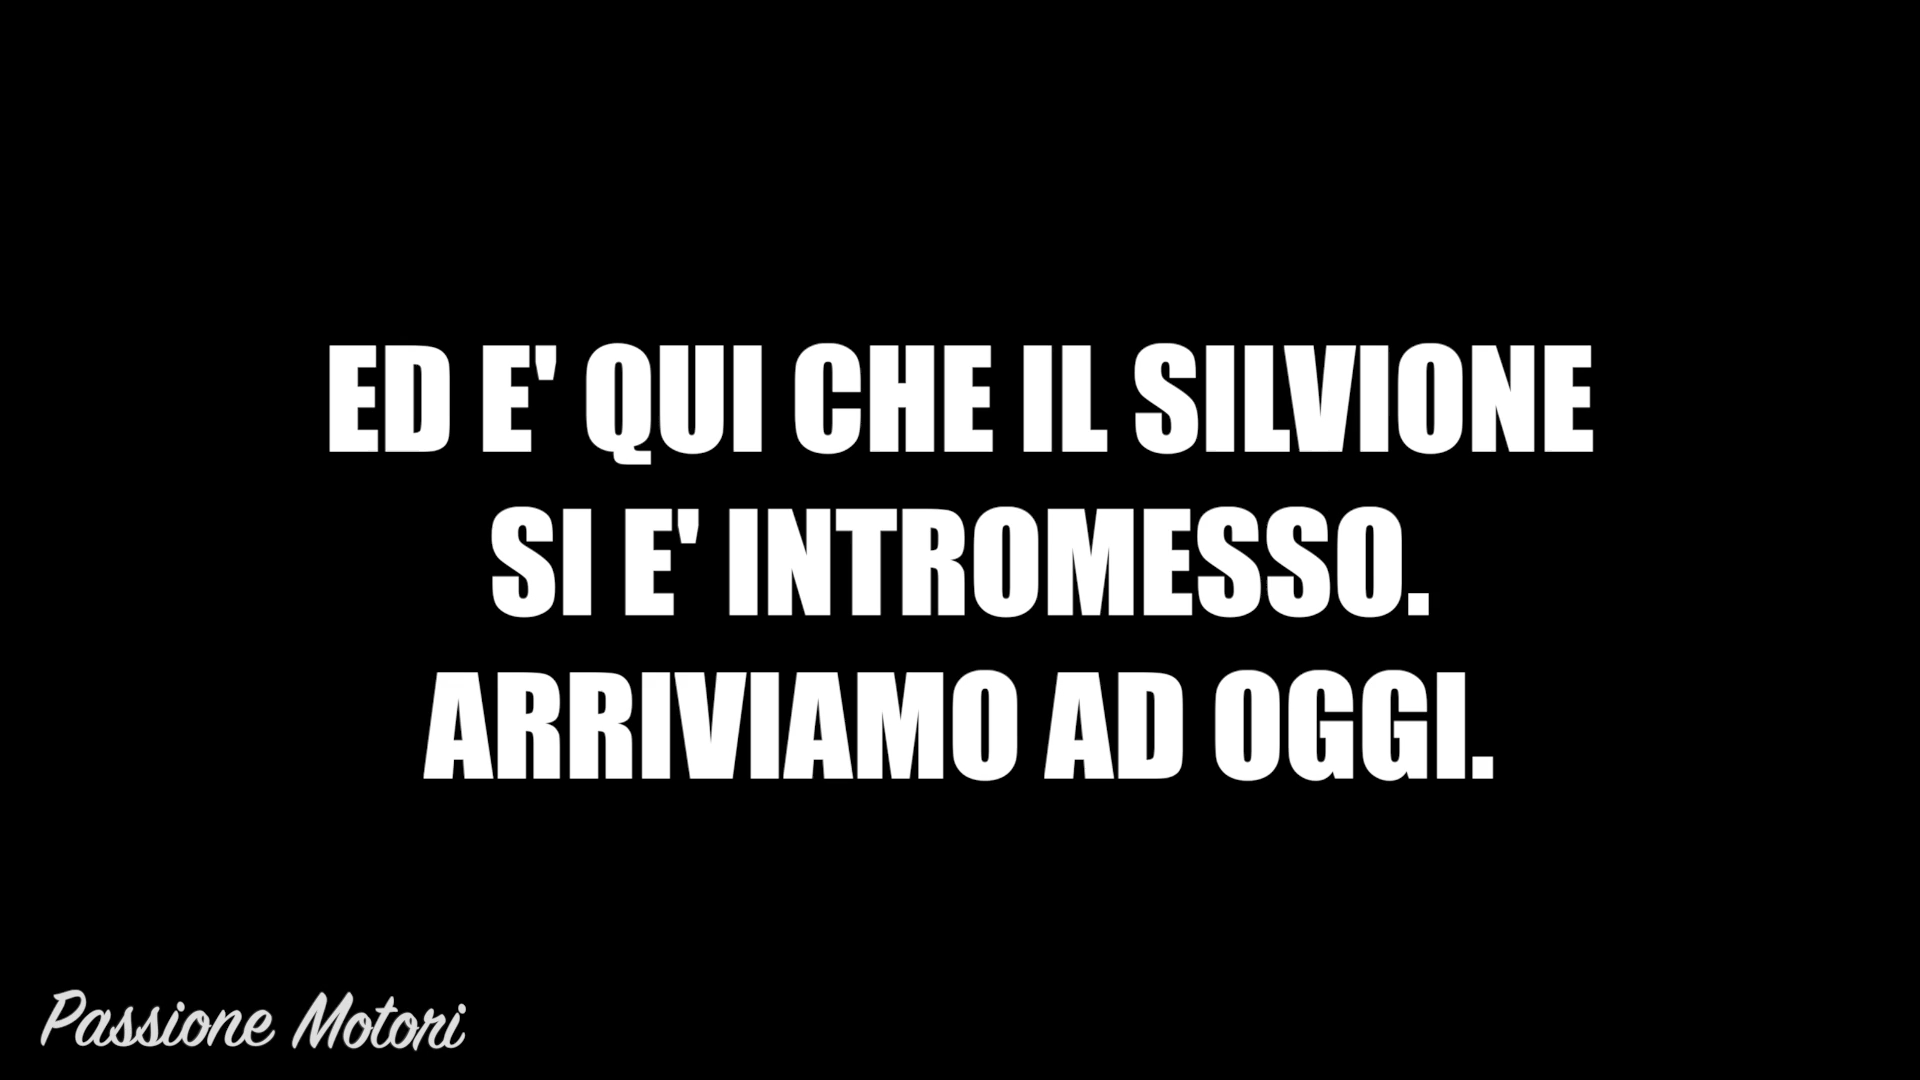 ED E' QUI CHE IL SILVIONE
SI E' INTROMESSO.
ARRIVIAMO AD OGGI.
Passione Motori